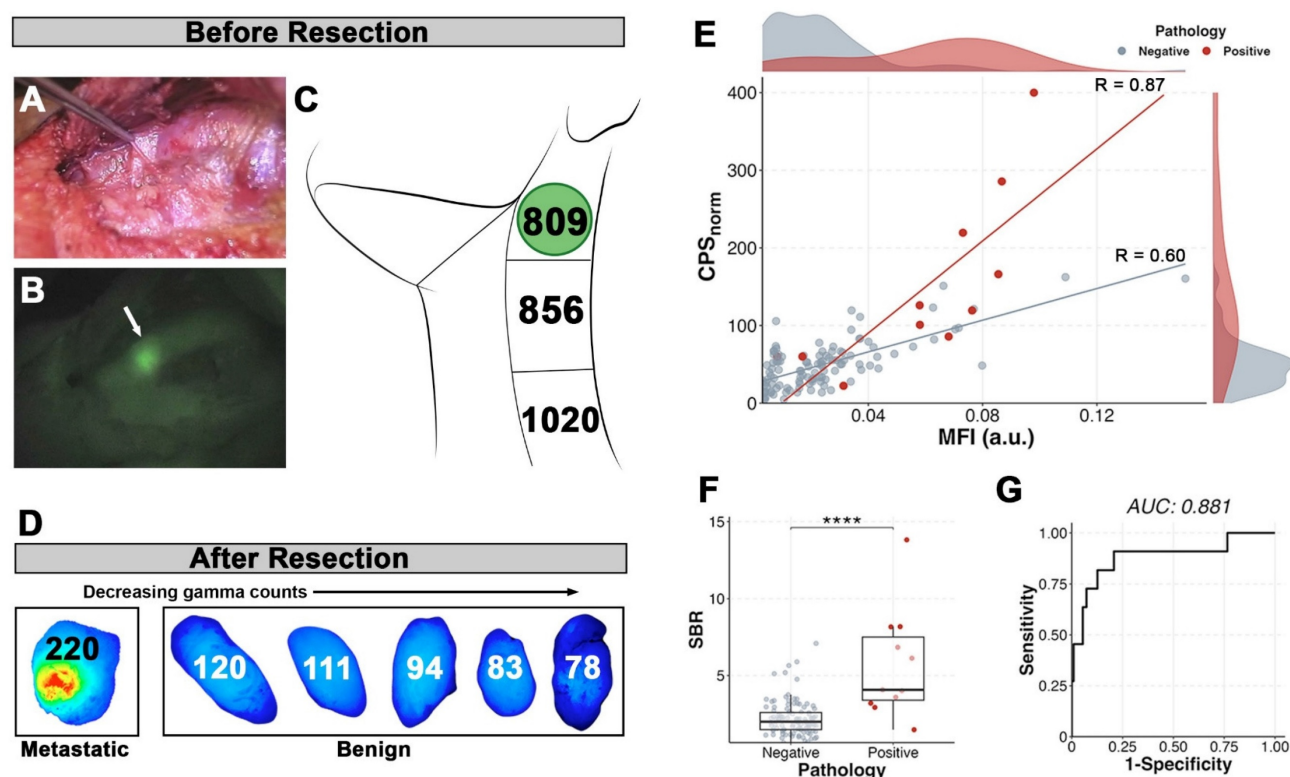 Before Resection
A
B
C
809
856
1020
D
After Resection
Decreasing gamma counts
220
120
111
94
83
78
Metastatic
Benign
E
Pathology
Negative
Positive
R = 0.87
R = 0.60
400
300
200
100
0
CPSnorm
0.04
0.08
0.12
MFI (a.u.)
F
****
15
10
5
SBR
Negative
Positive
Pathology
G
AUC: 0.881
1.00
0.75
0.50
0.25
0
Sensitivity
0
0.25
0.50
0.75
1.00
1-Specificity